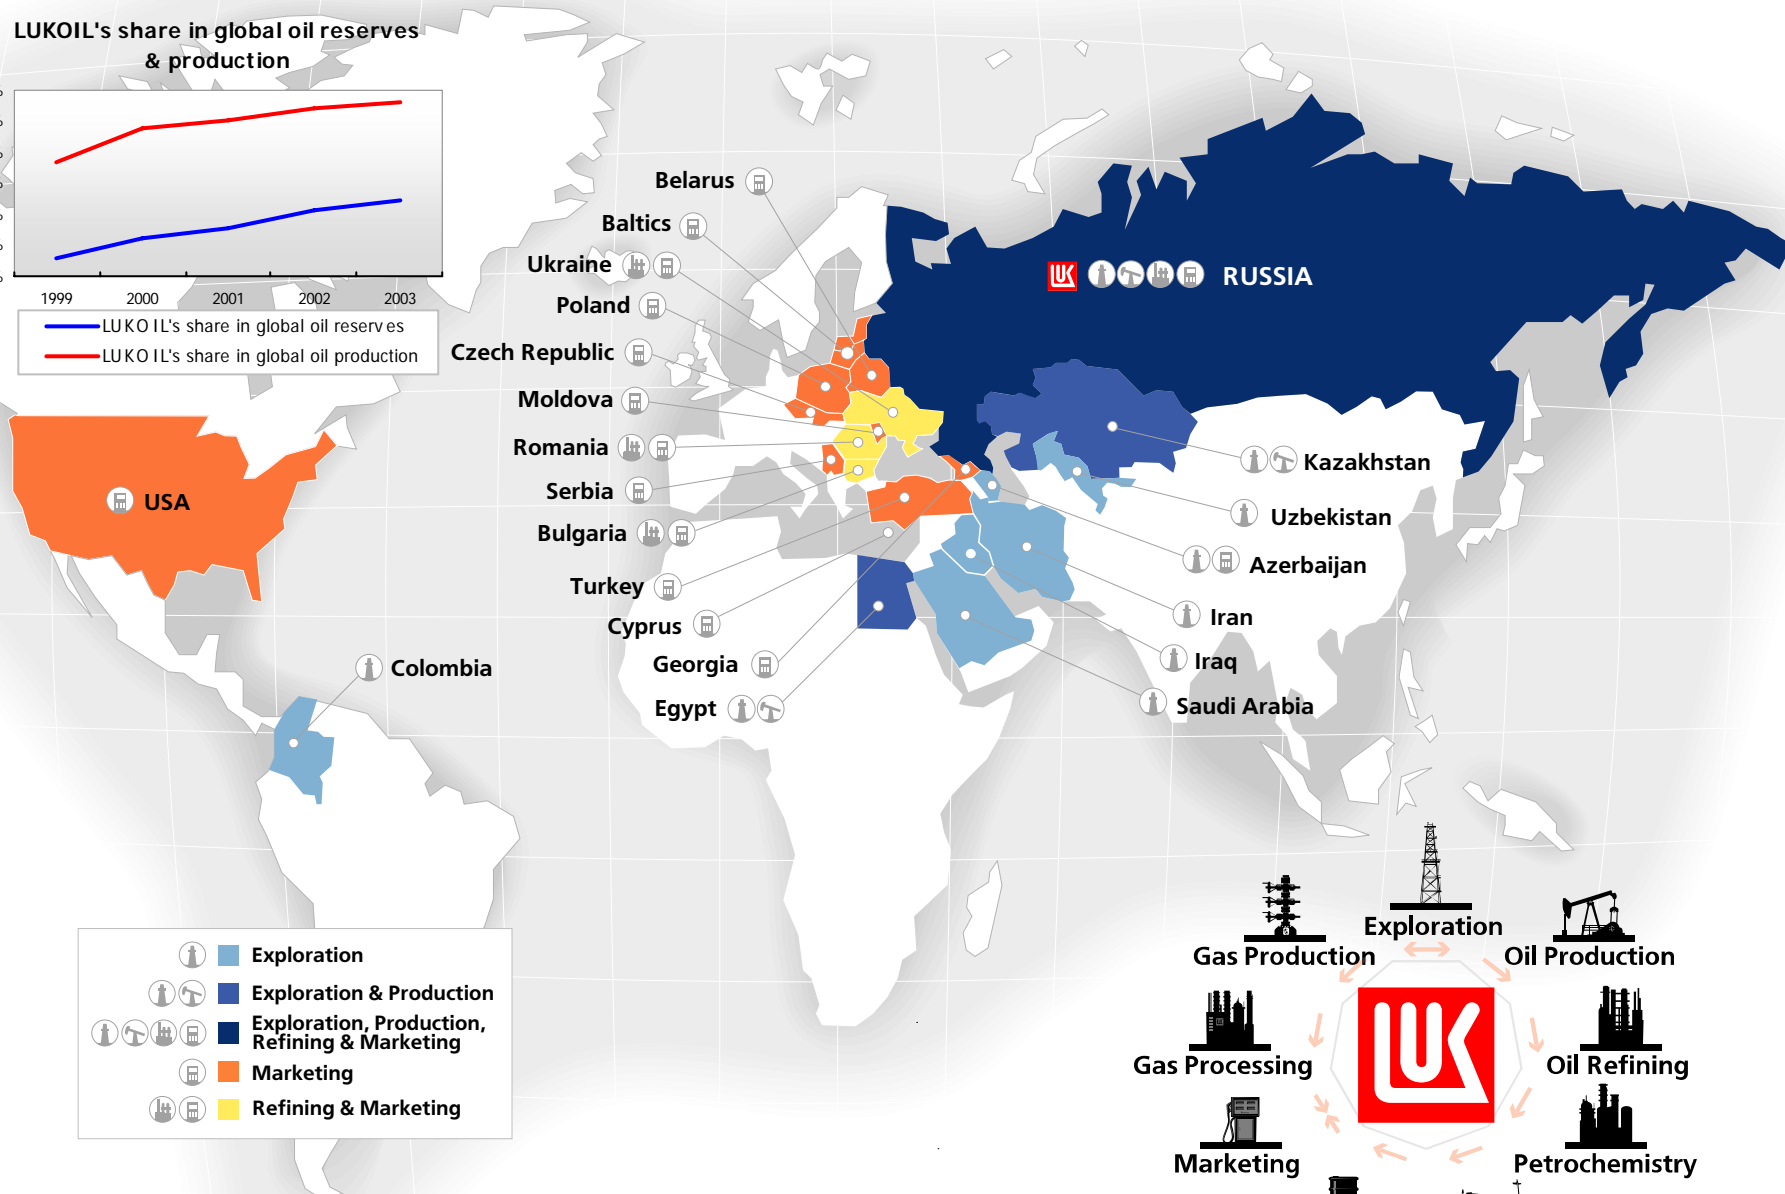 LUKOIL's share in global oil reserves
& production
1999 2000 2001 2002 2003
LUKOIL's share in global oil reserves
LUKOIL's share in global oil production
Belarus
Baltics
Ukraine
Poland
Czech Republic
Moldova
Romania
Serbia
Bulgaria
Turkey
Cyprus
Georgia
Egypt
LUK
RUSSIA
Kazakhstan
Uzbekistan
Azerbaijan
Iran
Iraq
Saudi Arabia
USA
Colombia
Exploration
Exploration & Production
Exploration, Production,
Refining & Marketing
Marketing
Refining & Marketing
Exploration
Gas Production
Oil Production
Gas Processing
LUK
Oil Refining
Marketing
Petrochemistry